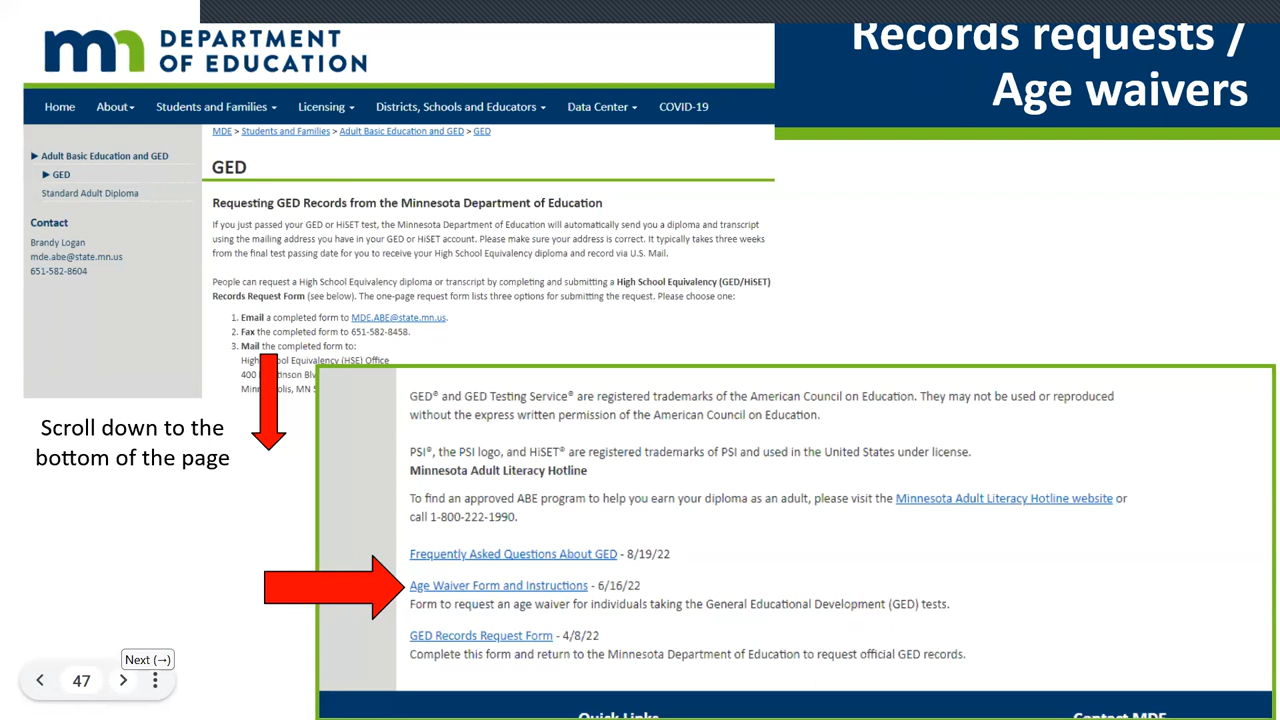 Records requests /
Age waivers
mn DEPARTMENT
OF EDUCATION
Home About Students and Families Licensing Districts, Schools and Educators Data Center COVID-19
MDE > Students and Families > Adult Basic Education and GED > GED
Adult Basic Education and GED
GED
Standard Adult Diploma
Contact
Brandy Logan
mde.abe@state.mn.us
651-582-8604
GED
Requesting GED Records from the Minnesota Department of Education
If you just passed your GED or HiSET test, the Minnesota Department of Education will automatically send you a diploma and transcript
using the mailing address you have in your GED or HiSET account. Please make sure your address is correct. It typically takes three weeks
from the final test passing date for you to receive your High School Equivalency diploma and record via U.S. Mail.
People can request a High School Equivalency diploma or transcript by completing and submitting a High School Equivalency (GED/HiSET)
Records Request Form (see below). The one-page request form lists three options for submitting the request. Please choose one:
1. Email a completed form to MDE.ABE@state.mn.us.
2. Fax the completed form to 651-582-8458.
3. Mail the completed form to:
Equivalency (HSE) Office
400
MN
Scroll down to the
bottom of the page
GED® and GED Testing Service® are registered trademarks of the American Council on Education. They may not be used or reproduced
without the express written permission of the American Council on Education.
PSI®, the PSI logo, and HiSET® are registered trademarks of PSI and used in the United States under license.
Minnesota Adult Literacy Hotline
To find an approved ABE program to help you earn your diploma as an adult, please visit the Minnesota Adult Literacy Hotline website or
call 1-800-222-1990.
Frequently Asked Questions About GED - 8/19/22
Age Waiver Form and Instructions - 6/16/22
Form to request an age waiver for individuals taking the General Educational Development (GED) tests.
GED Records Request Form - 4/8/22
Complete this form and return to the Minnesota Department of Education to request official GED records.
Quick Links Contact MDE
Next (→)
47